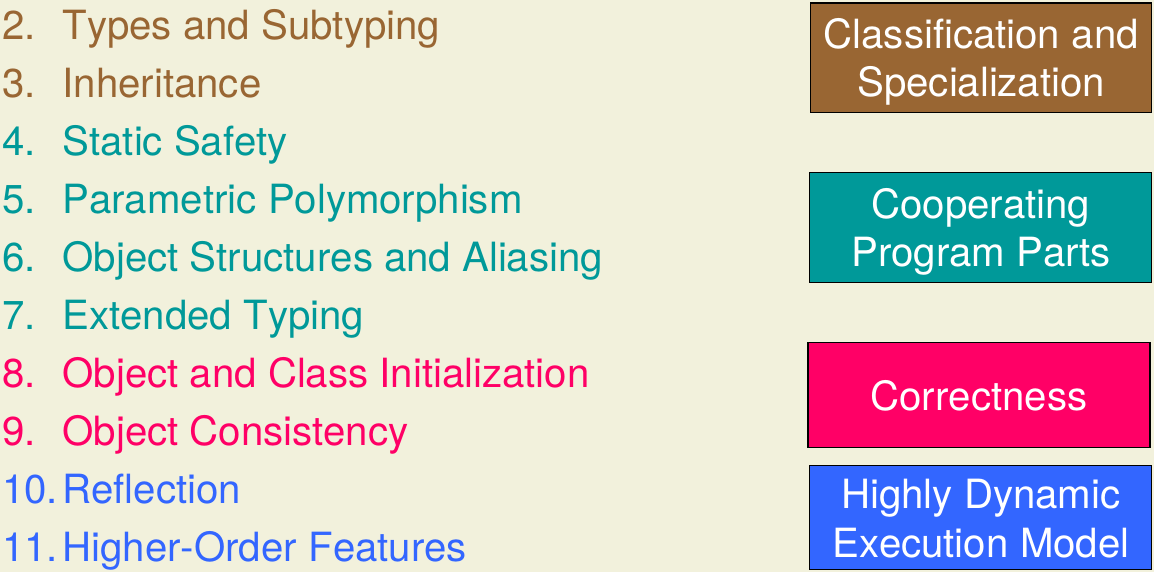 2. Types and Subtyping
3. Inheritance
4. Static Safety
5. Parametric Polymorphism
6. Object Structures and Aliasing
7. Extended Typing
8. Object and Class Initialization
9. Object Consistency
10. Reflection
11. Higher-Order Features
Classification and
Specialization
Cooperating
Program Parts
Correctness
Highly Dynamic
Execution Model